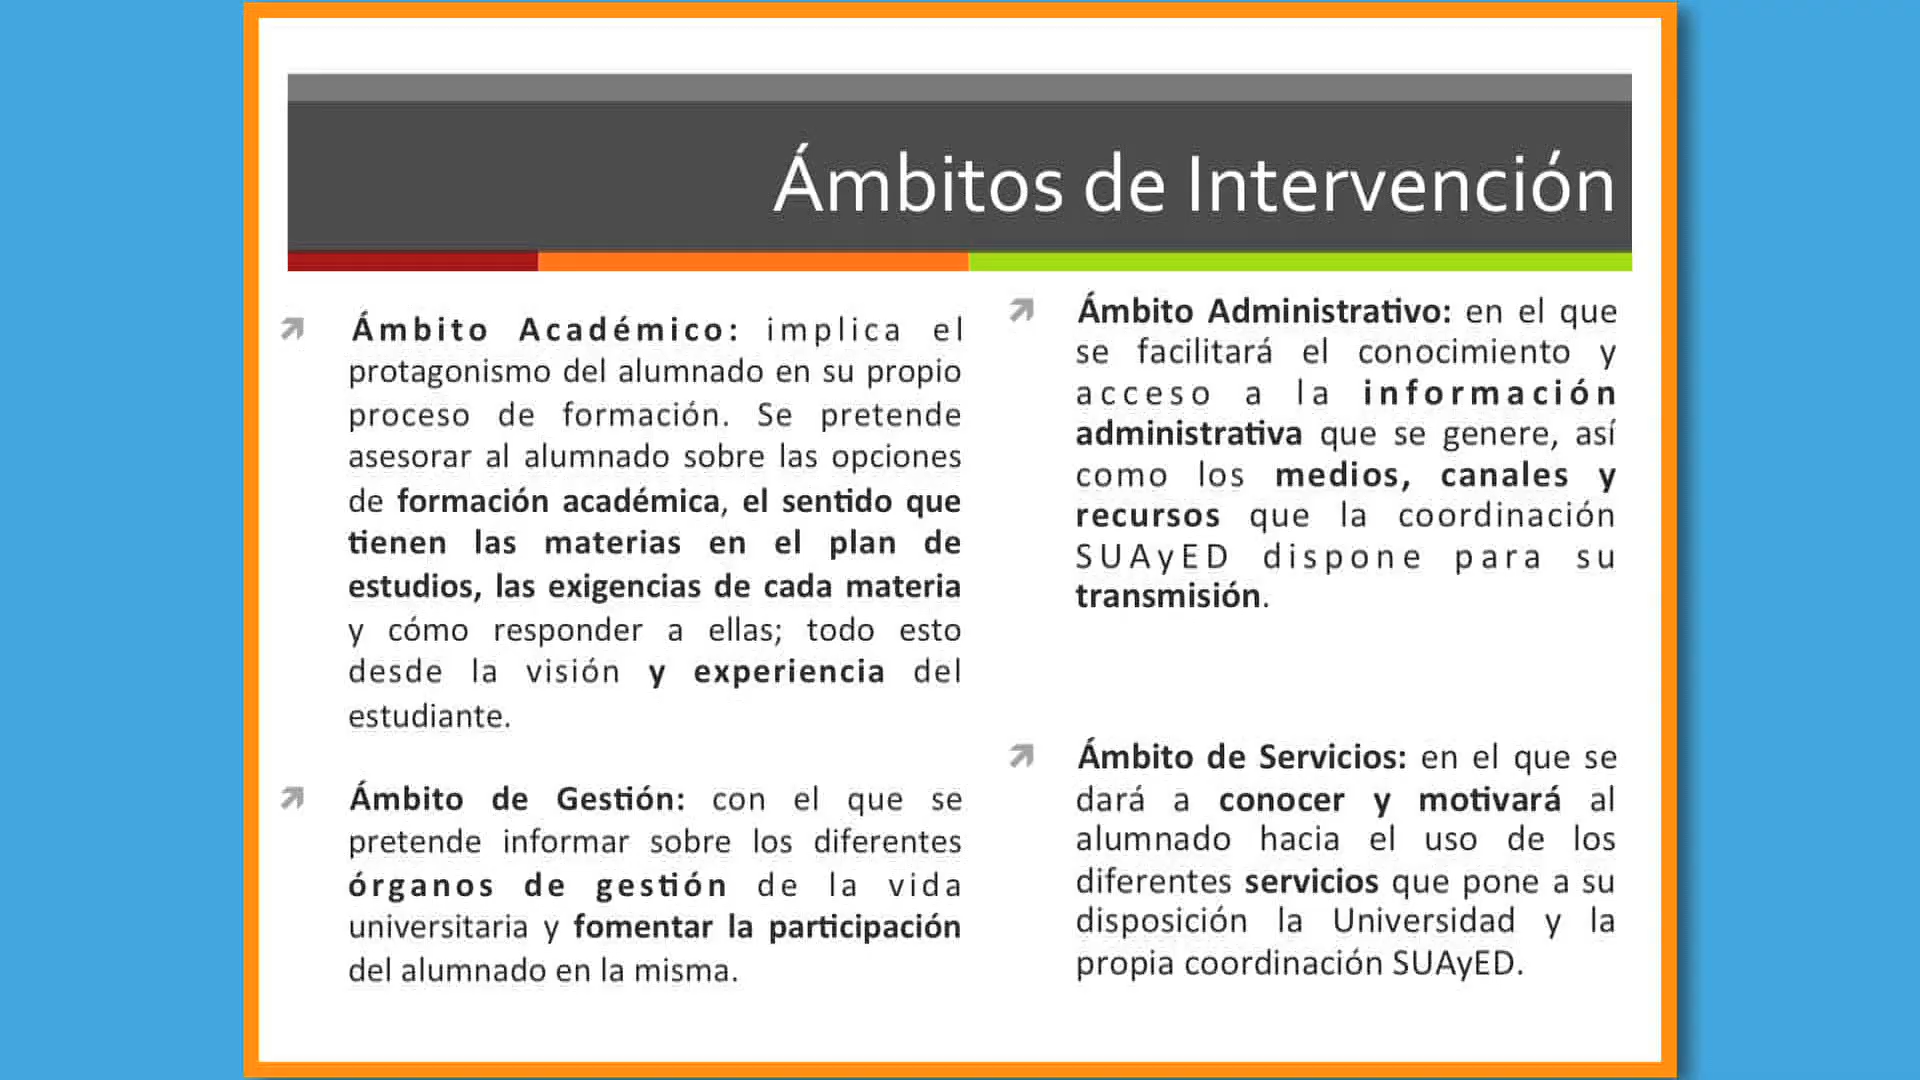 Ámbitos de Intervención
Ámbito Académico: implica el
protagonismo del alumnado en su propio
proceso de formación. Se pretende
asesorar al alumnado sobre las opciones
de formación académica, el sentido que
tienen las materias en el plan de
estudios, las exigencias de cada materia
y cómo responder a ellas; todo esto
desde la visión y experiencia del
estudiante.
Ámbito de Gestión: con el que se
pretende informar sobre los diferentes
órganos de gestión de la vida
universitaria y fomentar la participación
del alumnado en la misma.
Ámbito Administrativo: en el que
se facilitará el conocimiento y
acceso a la información
administrativa que se genere, así
como los medios, canales y
recursos que la coordinación
SUAyED dispone para su
transmisión.
Ámbito de Servicios: en el que se
dará a conocer y motivará al
alumnado hacia el uso de los
diferentes servicios que pone a su
disposición la Universidad y la
propia coordinación SUAyED.